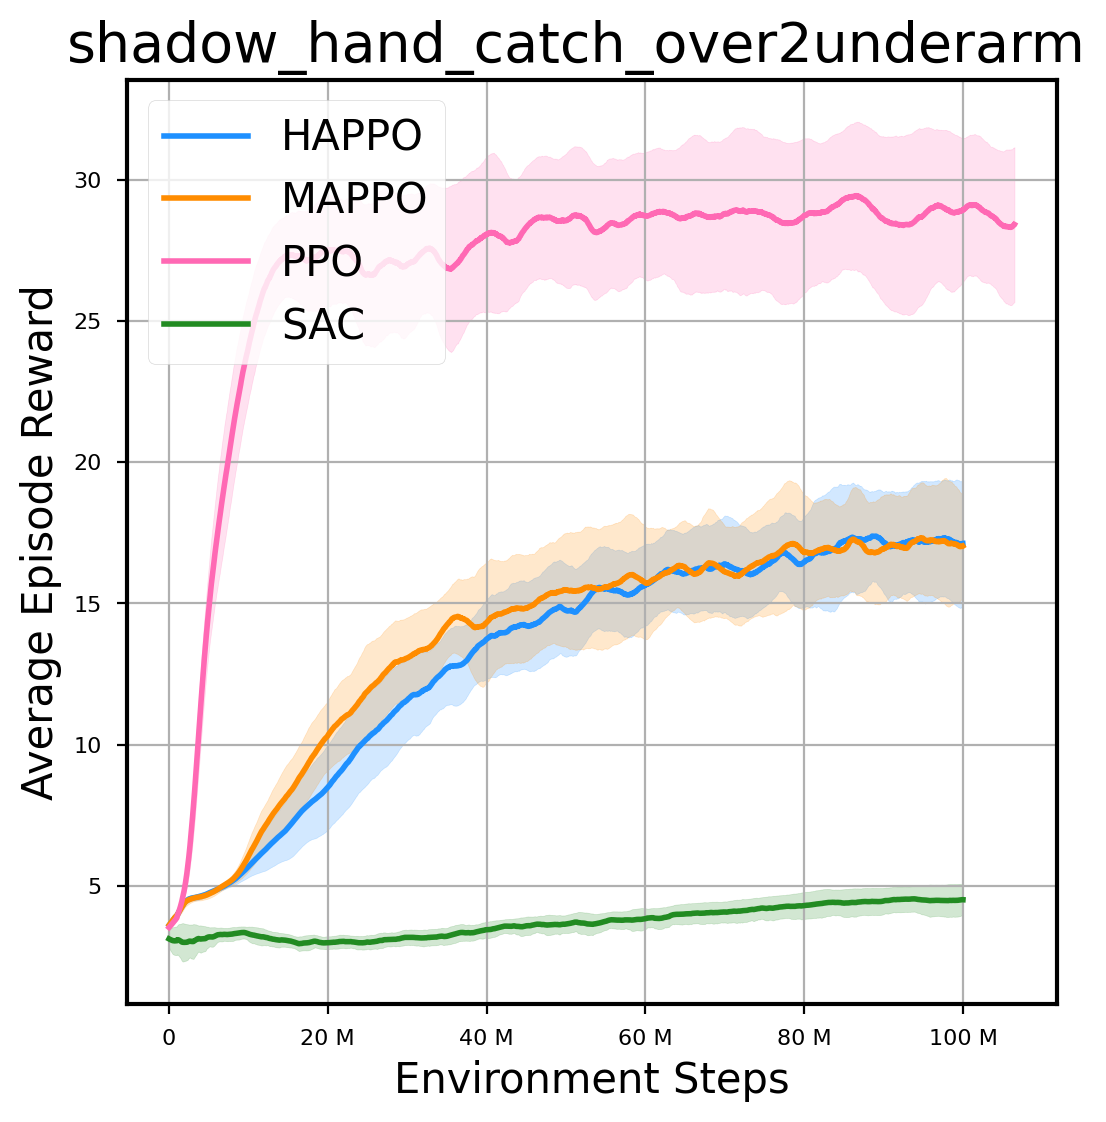 shadow_hand_catch_over2underarm
HAPPO
MAPPO
PPO
SAC
Average Episode Reward
30
25
20
15
10
5
0
20 M
40 M
60 M
80 M
100 M
Environment Steps